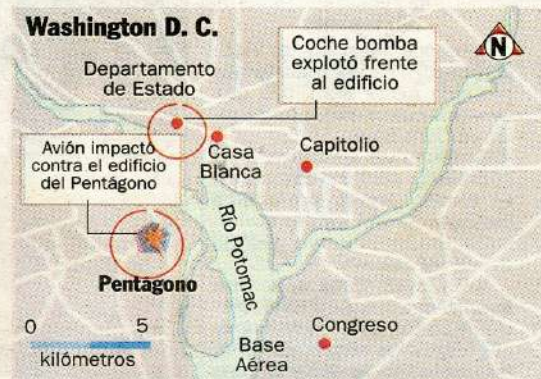 Washington D. C.
N
Coche bomba
explotó frente
al edificio
Departamento
de Estado
Avión impactó
contra el edificio
del Pentágono
Casa
Blanca
Capitolio
Río Potomac
Pentágono
0 5
kilómetros
Base
Aérea
Congreso